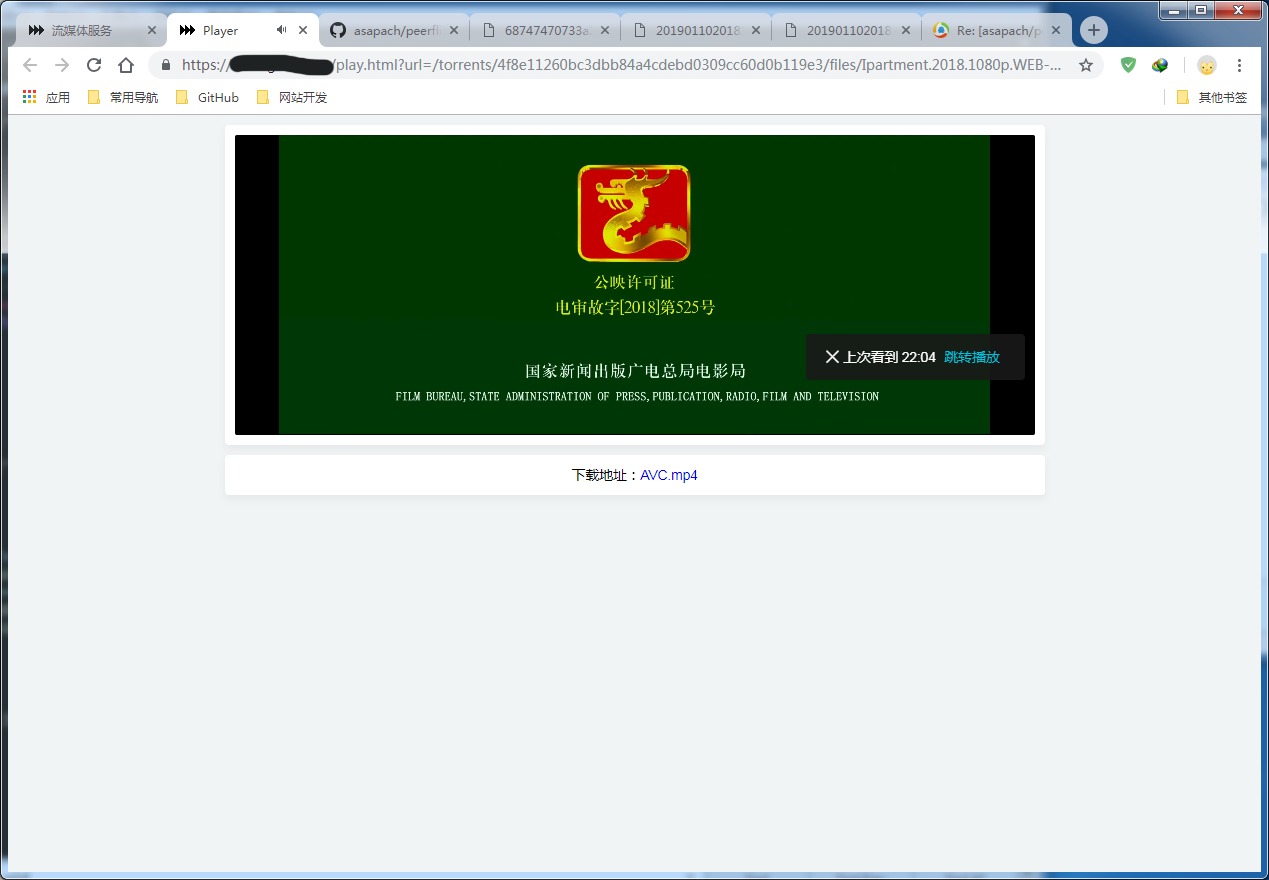 流媒体服务
Player
asapach/peerfl
68747470733a
201901102018
201901102018
Re: [asapach/p
https:// /play.html?url=/torrents/4f8e11260bc3dbb84a4cdebd0309cc60d0b119e3/files/Ipartment.2018.1080p.WEB-...
应用
常用导航
GitHub
网站开发
其他书签
公映许可证
电审故字[2018]第525号
上次看到 22:04 跳转播放
国家新闻出版广电总局电影局
FILM BUREAU,STATE ADMINISTRATION OF PRESS,PUBLICATION,RADIO,FILM AND TELEVISION
下载地址：AVC.mp4